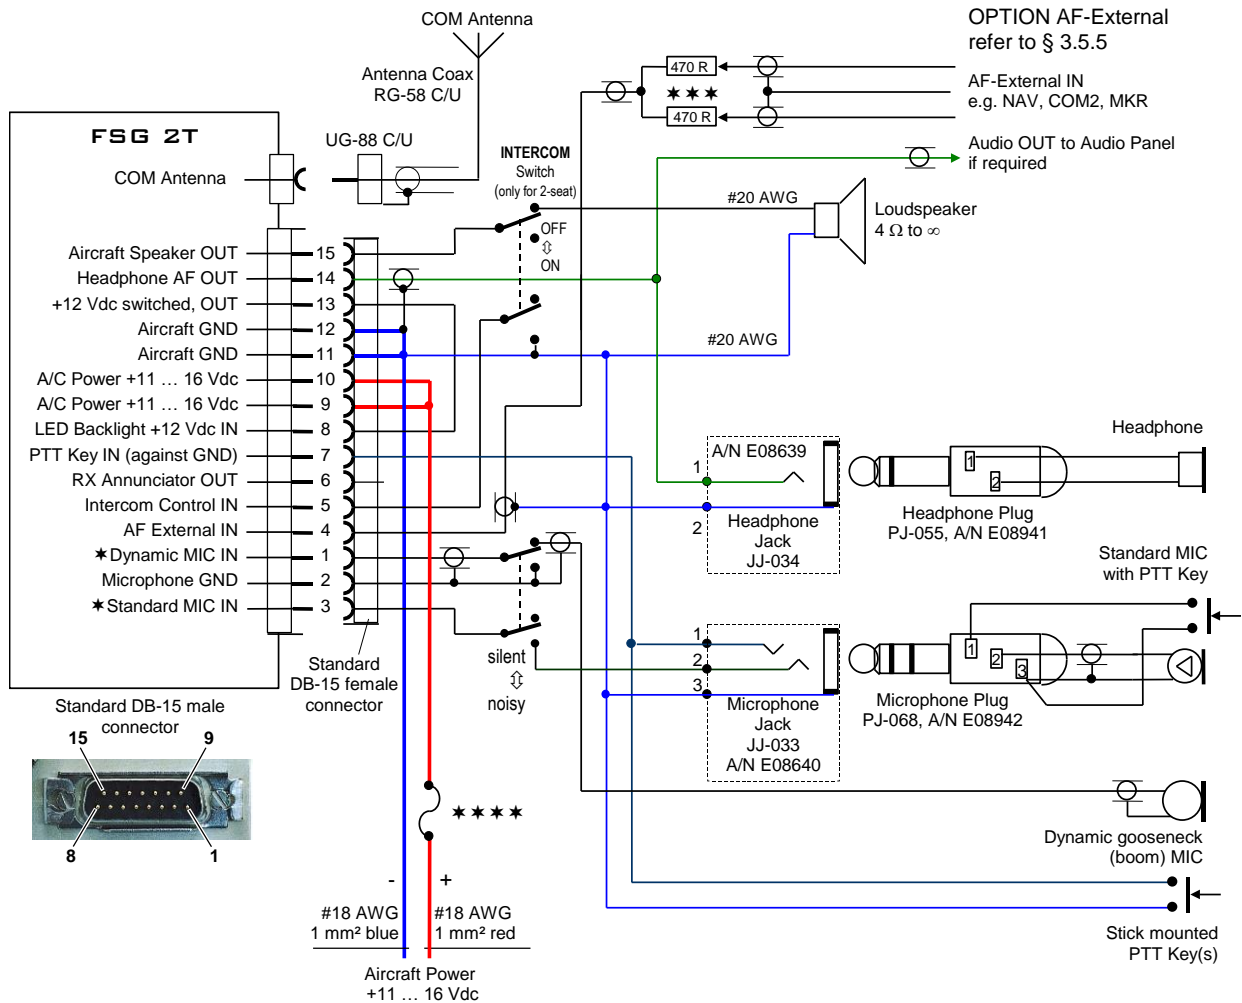 COM Antenna
OPTION AF-External
refer to § 3.5.5
Antenna Coax
RG-58 C/U
470 R
★ ★ ★
470 R
AF-External IN
e.g. NAV, COM2, MKR
FSG 2T
UG-88 C/U
INTERCOM
Switch
(only for 2-seat)
Audio OUT to Audio Panel
if required
COM Antenna
#20 AWG
OFF
⇕
ON
Loudspeaker
4 Ω to ∞
Aircraft Speaker OUT 15
Headphone AF OUT 14
+12 Vdc switched, OUT 13
Aircraft GND 12
Aircraft GND 11
A/C Power +11 … 16 Vdc 10
A/C Power +11 … 16 Vdc 9
LED Backlight +12 Vdc IN 8
PTT Key IN (against GND) 7
RX Annunciator OUT 6
Intercom Control IN 5
AF External IN 4
★Dynamic MIC IN 1
Microphone GND 2
★Standard MIC IN 3
#20 AWG
A/N E08639
1
2
Headphone
Jack
JJ-034
1
2
Headphone
Headphone Plug
PJ-055, A/N E08941
Standard MIC
with PTT Key
silent
⇕
noisy
Standard
DB-15 female
connector
1
2
3
Microphone
Jack
JJ-033
A/N E08640
1
2
3
Microphone Plug
PJ-068, A/N E08942
Standard DB-15 male
connector
15
9
8
1
★ ★ ★ ★
Dynamic gooseneck
(boom) MIC
-
+
#18 AWG
1 mm² blue
#18 AWG
1 mm² red
Stick mounted
PTT Key(s)
Aircraft Power
+11 … 16 Vdc